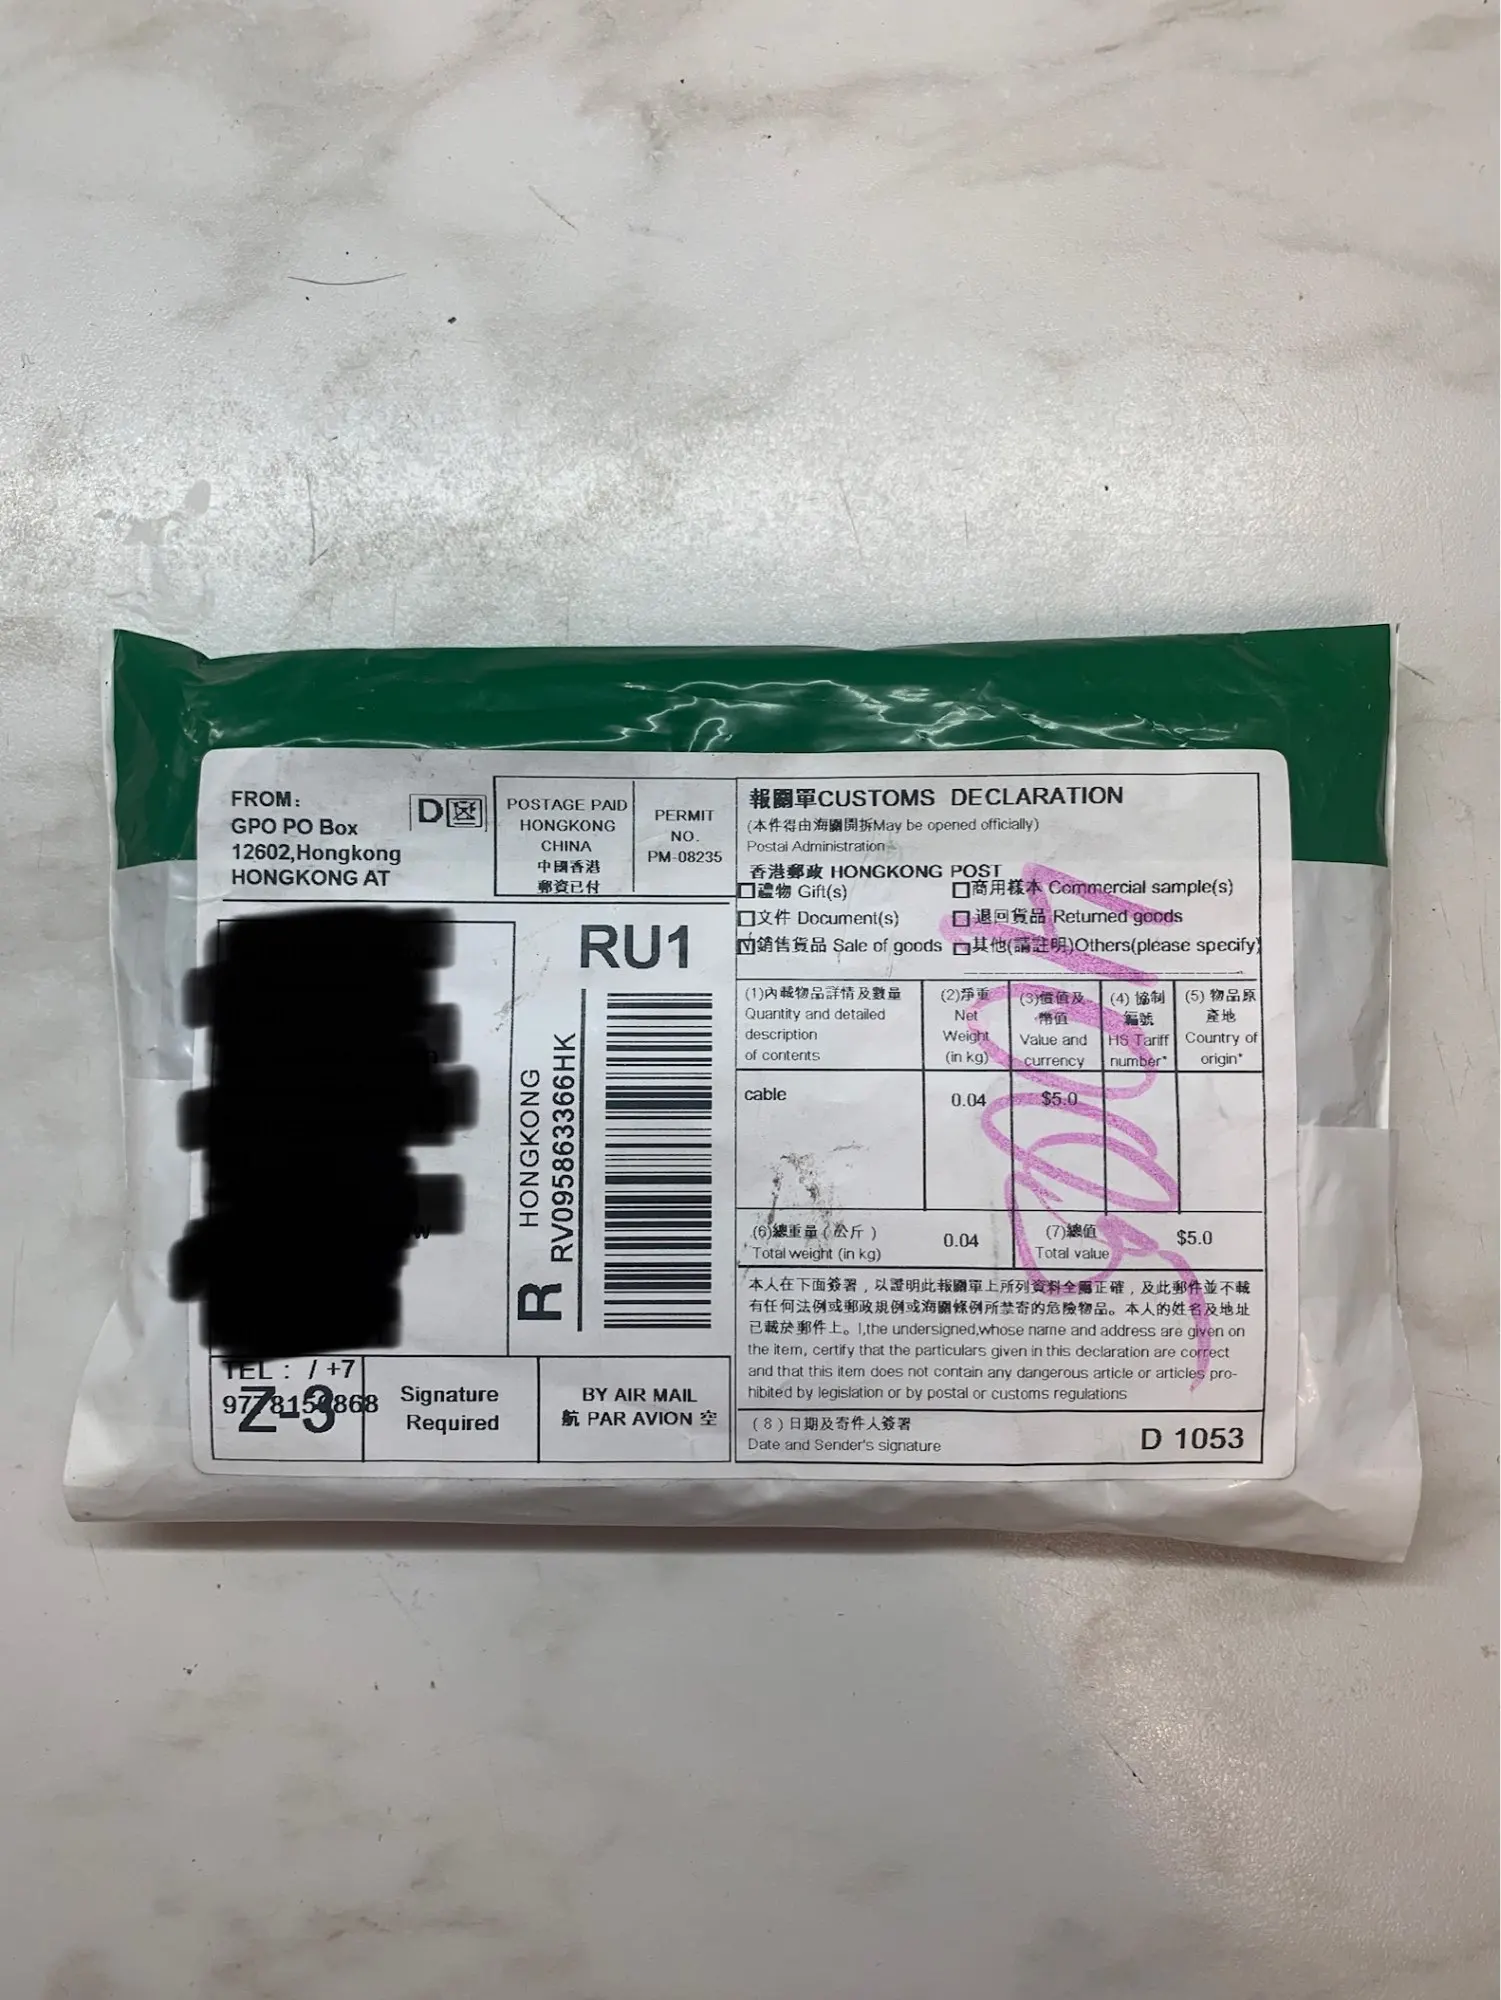 FROM:
GPO PO Box
12602,Hongkong
HONGKONG AT
D
POSTAGE PAID
HONGKONG
CHINA
中國香港
郵資已付
PERMIT
NO.
PM-08235
RU1
HONGKONG
R RV095863366HK
TEL : / +7
Z-3
Signature
Required
BY AIR MAIL
航 PAR AVION 空
報關單CUSTOMS DECLARATION
(本件得由海關開拆May be opened officially)
Postal Administration
香港郵政 HONGKONG POST
禮物 Gift(s)
商用樣本 Commercial sample(s)
文件 Document(s)
退回貨品 Returned goods
銷售貨品 Sale of goods
其他(請註明)Others(please specify)
(1)內載物品詳情及數量
Quantity and detailed
description
of contents
(2)淨重
Net
Weight
(in kg)
(3)價值及
幣值
Value and
currency
(4) 協制
編號
HS Tariff
number*
(5) 物品原
產地
Country of
origin*
cable
0.04
$5.0
(6)總重量(公斤)
Total weight (in kg)
0.04
(7)總值
Total value
$5.0
本人在下面簽署，以證明此報關單上所列資料全屬正確，及此郵件並不載
有任何法例或郵政規例或海關條例所禁寄的危險物品。本人的姓名及地址
已載於郵件上。I,the undersigned,whose name and address are given on
the item, certify that the particulars given in this declaration are correct
and that this item does not contain any dangerous article or articles pro-
hibited by legislation or by postal or customs regulations
(8)日期及寄件人簽署
Date and Sender's signature
D 1053